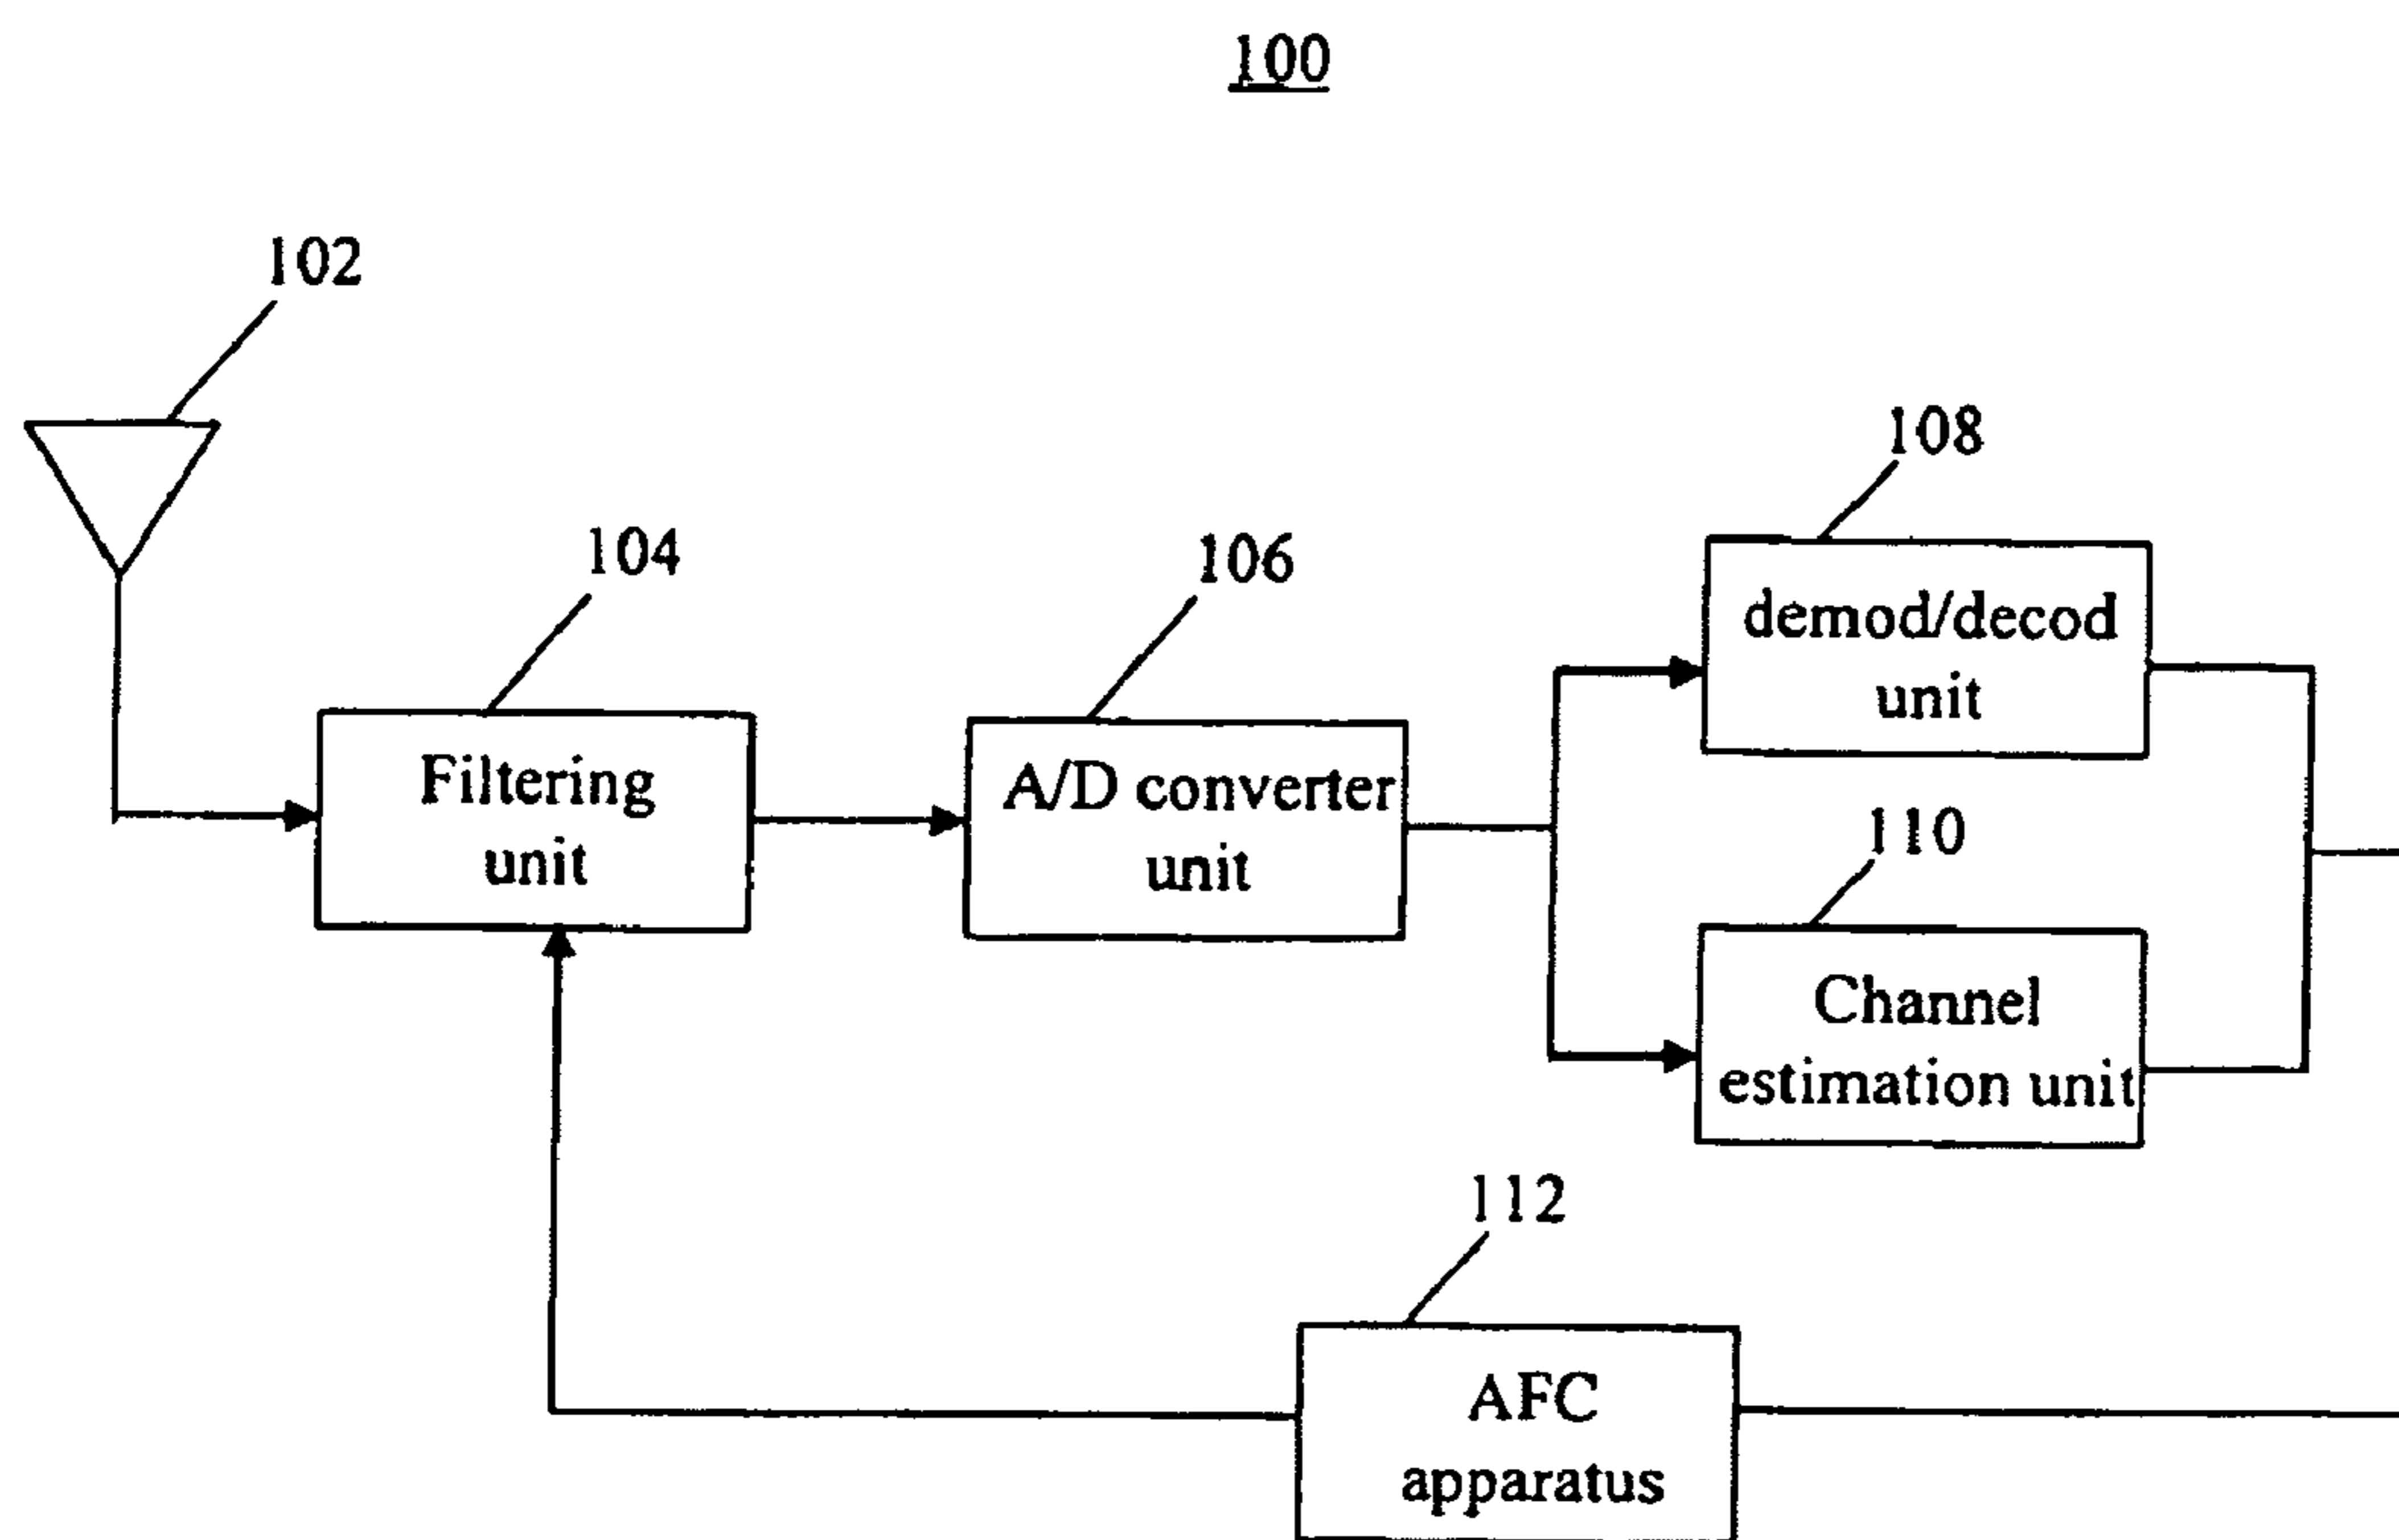 100
102
108
104
106
demod/decod
unit
Filtering
unit
A/D converter
unit
110
Channel
estimation unit
112
AFC
apparatus